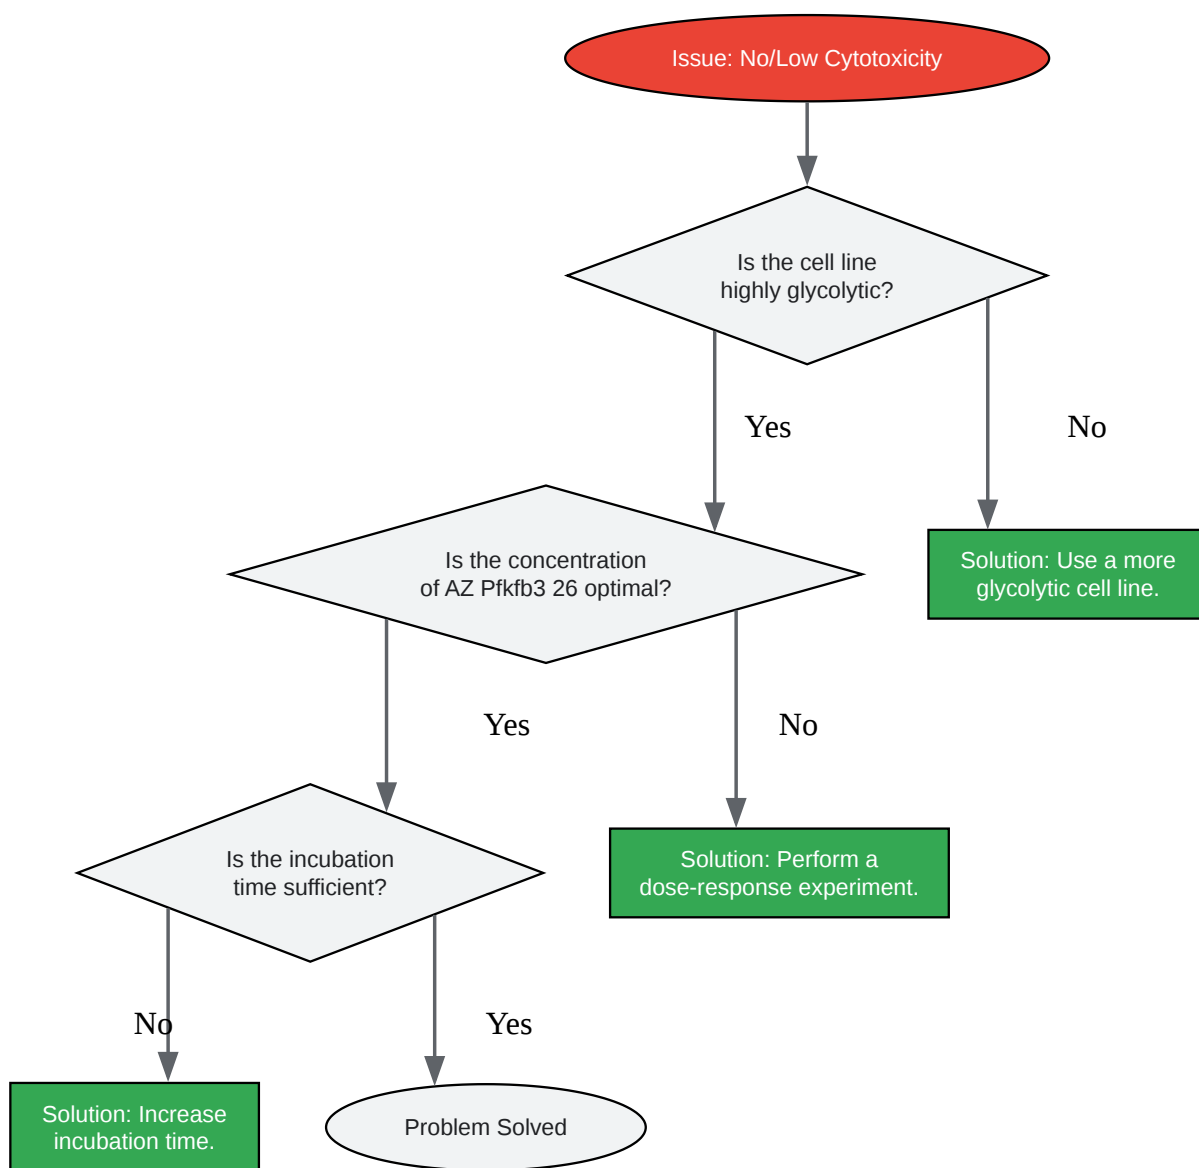 Issue: No/Low Cytotoxicity
Is the cell line
highly glycolytic?
Yes
No
Is the concentration
of AZ Pfkfb3 26 optimal?
Solution: Use a more
glycolytic cell line.
Yes
No
Is the incubation
time sufficient?
Solution: Perform a
dose-response experiment.
No
Yes
Solution: Increase
incubation time.
Problem Solved